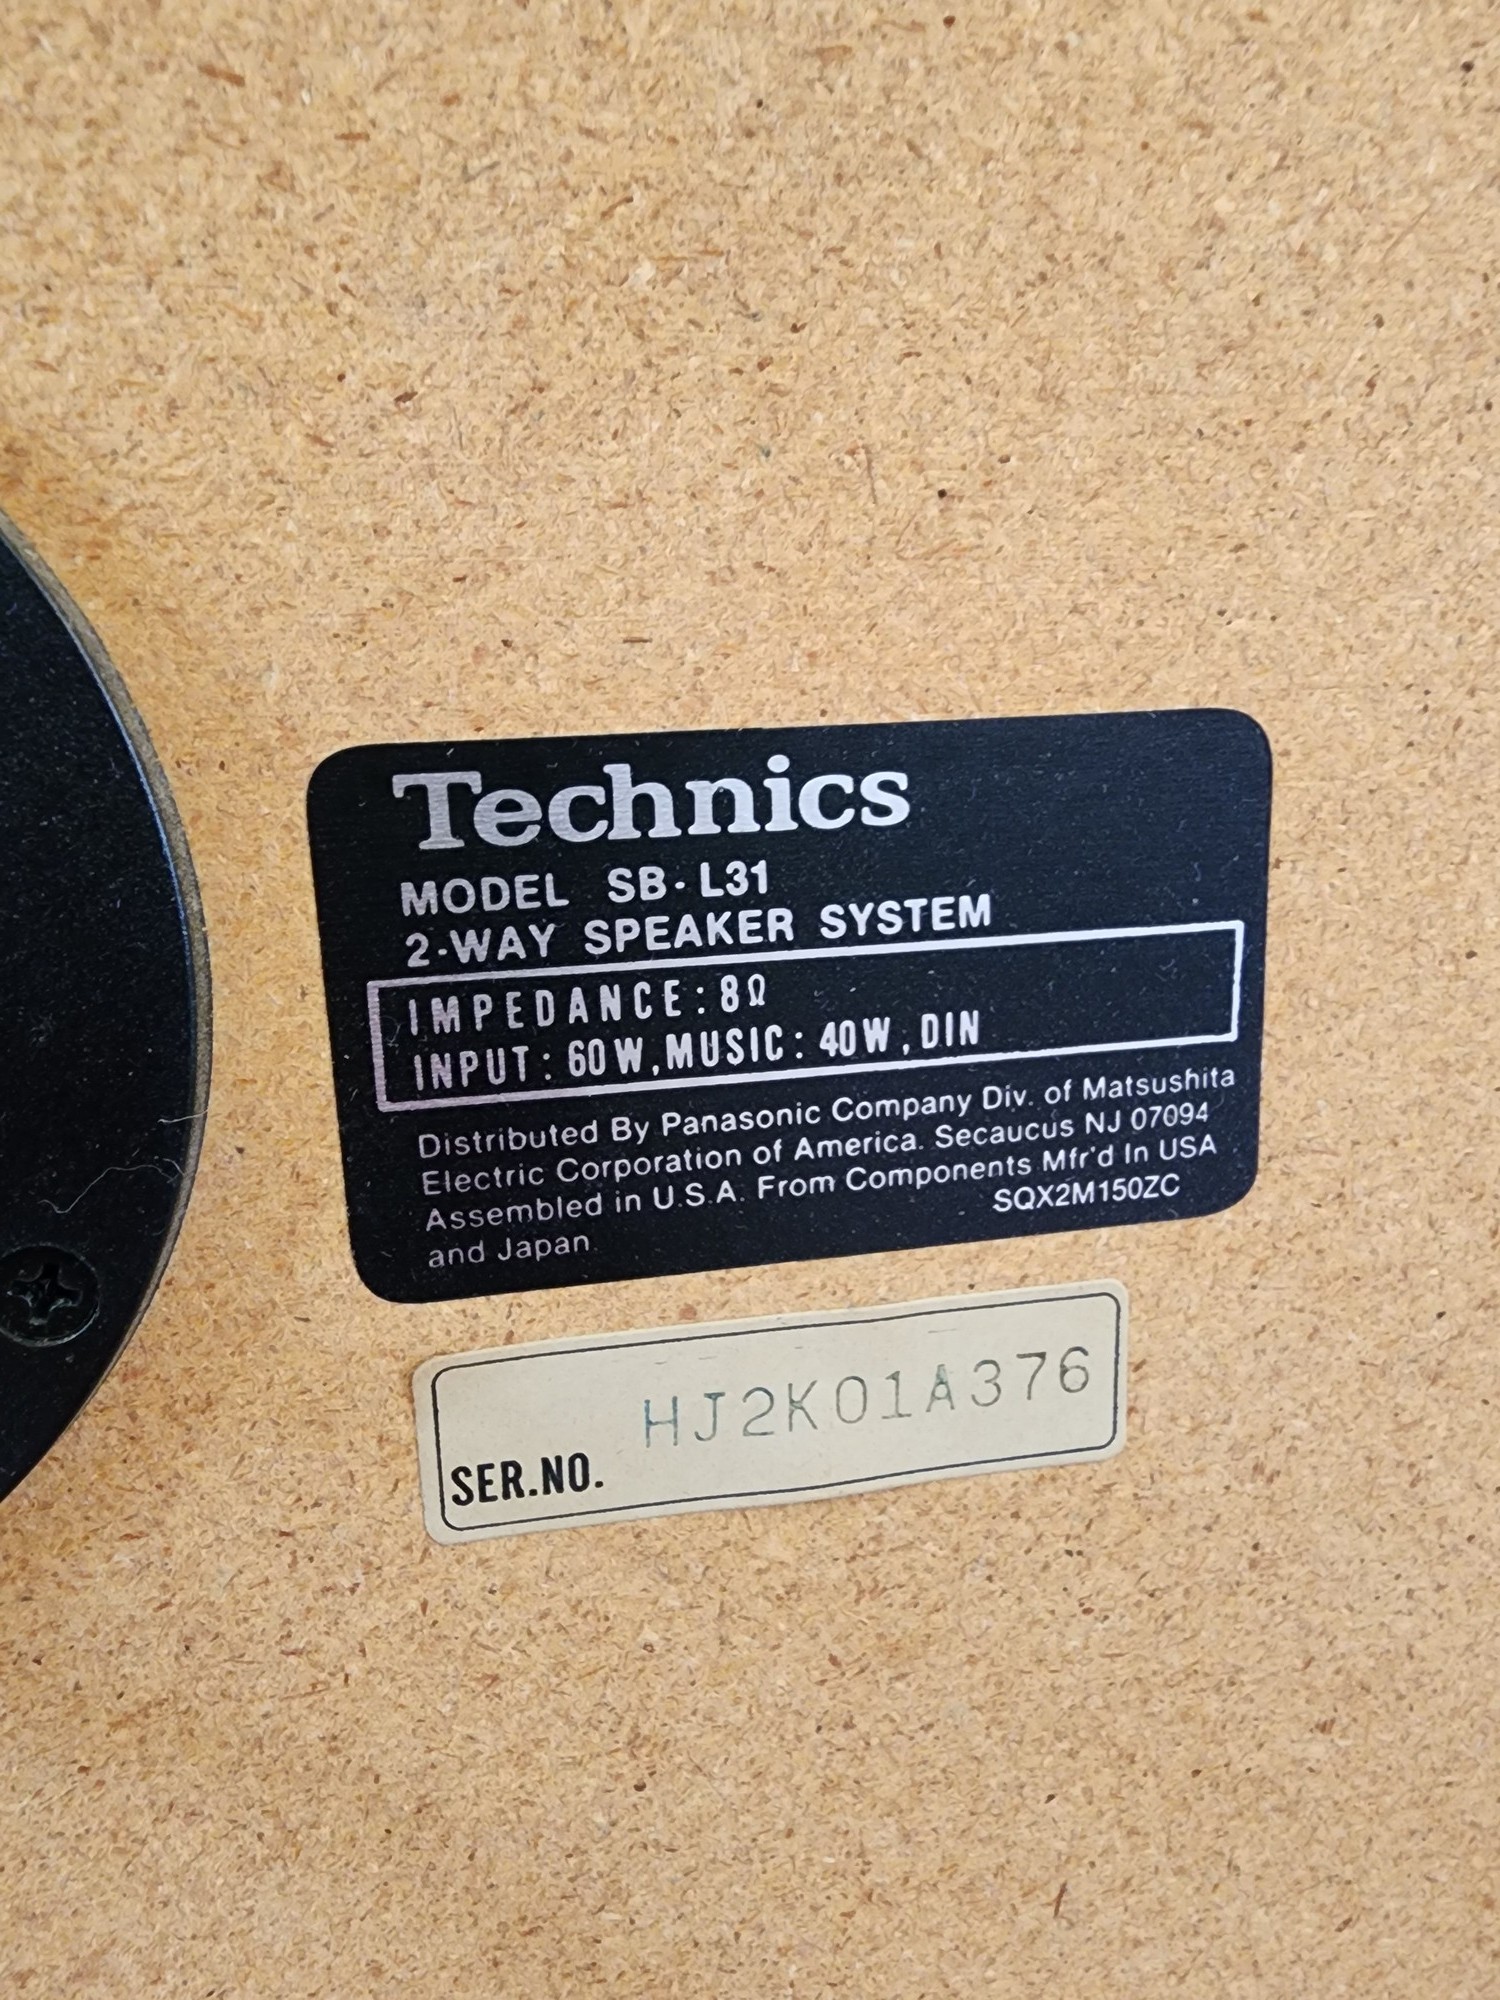 Technics
MODEL SB-L31
2-WAY SPEAKER SYSTEM
IMPEDANCE: 8Ω
INPUT: 60W, MUSIC: 40W, DIN
Distributed By Panasonic Company Div. of Matsushita
Electric Corporation of America. Secaucus NJ 07094
Assembled in U.S.A. From Components Mfr'd In USA
and Japan
SQX2M150ZC
HJ2K01A376
SER.NO.